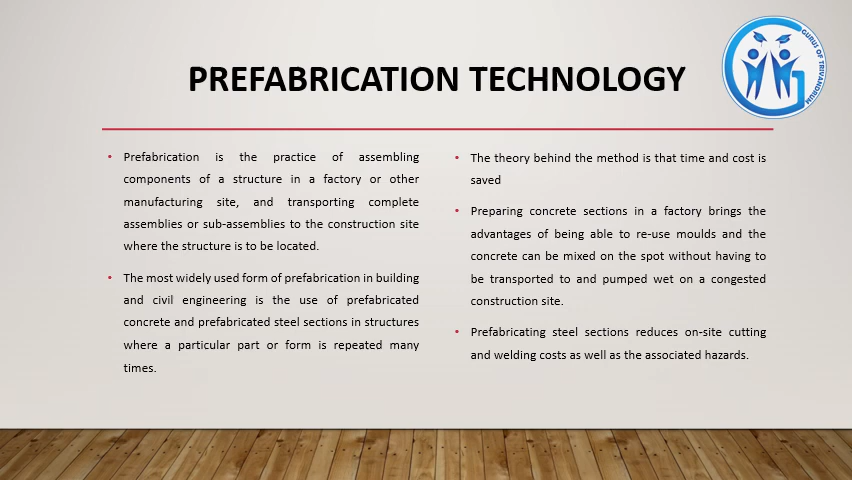 PREFABRICATION TECHNOLOGY
GURUS OF TRIVANDRUM
• Prefabrication is the practice of assembling
components of a structure in a factory or other
manufacturing site, and transporting complete
assemblies or sub-assemblies to the construction site
where the structure is to be located.
• The most widely used form of prefabrication in building
and civil engineering is the use of prefabricated
concrete and prefabricated steel sections in structures
where a particular part or form is repeated many
times.
• The theory behind the method is that time and cost is
saved
• Preparing concrete sections in a factory brings the
advantages of being able to re-use moulds and the
concrete can be mixed on the spot without having to
be transported to and pumped wet on a congested
construction site.
• Prefabricating steel sections reduces on-site cutting
and welding costs as well as the associated hazards.